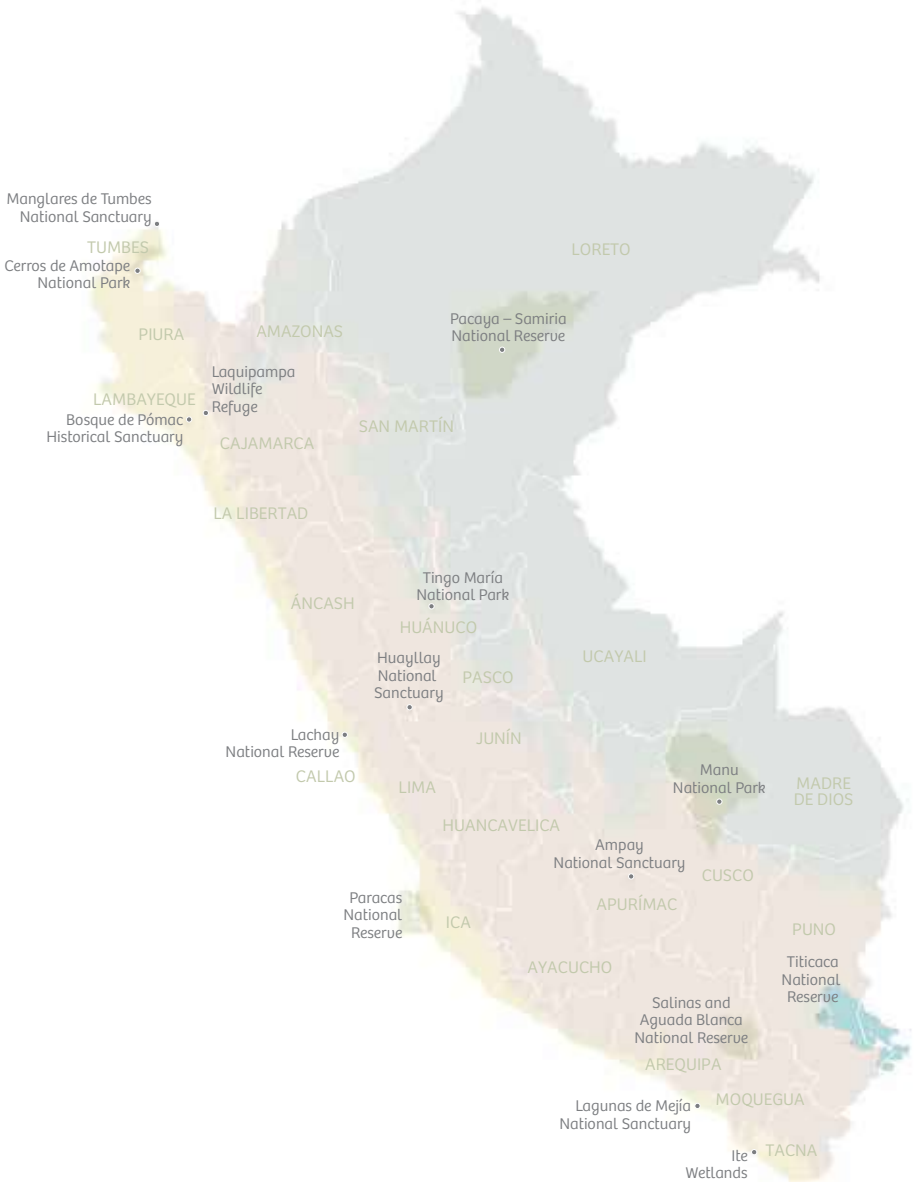 Manglares de Tumbes
National Sanctuary
TUMBES
Cerros de Amotape
National Park
LORETO
PIURA
AMAZONAS
Pacaya – Samiria
National Reserve
Laquipampa
Wildlife
Refuge
LAMBAYEQUE
Bosque de Pómac
Historical Sanctuary
SAN MARTÍN
CAJAMARCA
LA LIBERTAD
Tingo María
National Park
ÁNCASH
HUÁNUCO
Huayllay
National
Sanctuary
UCAYALI
PASCO
Lachay
National Reserve
JUNÍN
CALLAO
LIMA
Manu
National Park
MADRE
DE DIOS
HUANCAVELICA
Ampay
National Sanctuary
CUSCO
Paracas
National
Reserve
APURÍMAC
ICA
PUNO
AYACUCHO
Titicaca
National
Reserve
Salinas and
Aguada Blanca
National Reserve
AREQUIPA
MOQUEGUA
Lagunas de Mejía
National Sanctuary
Ite
Wetlands
TACNA